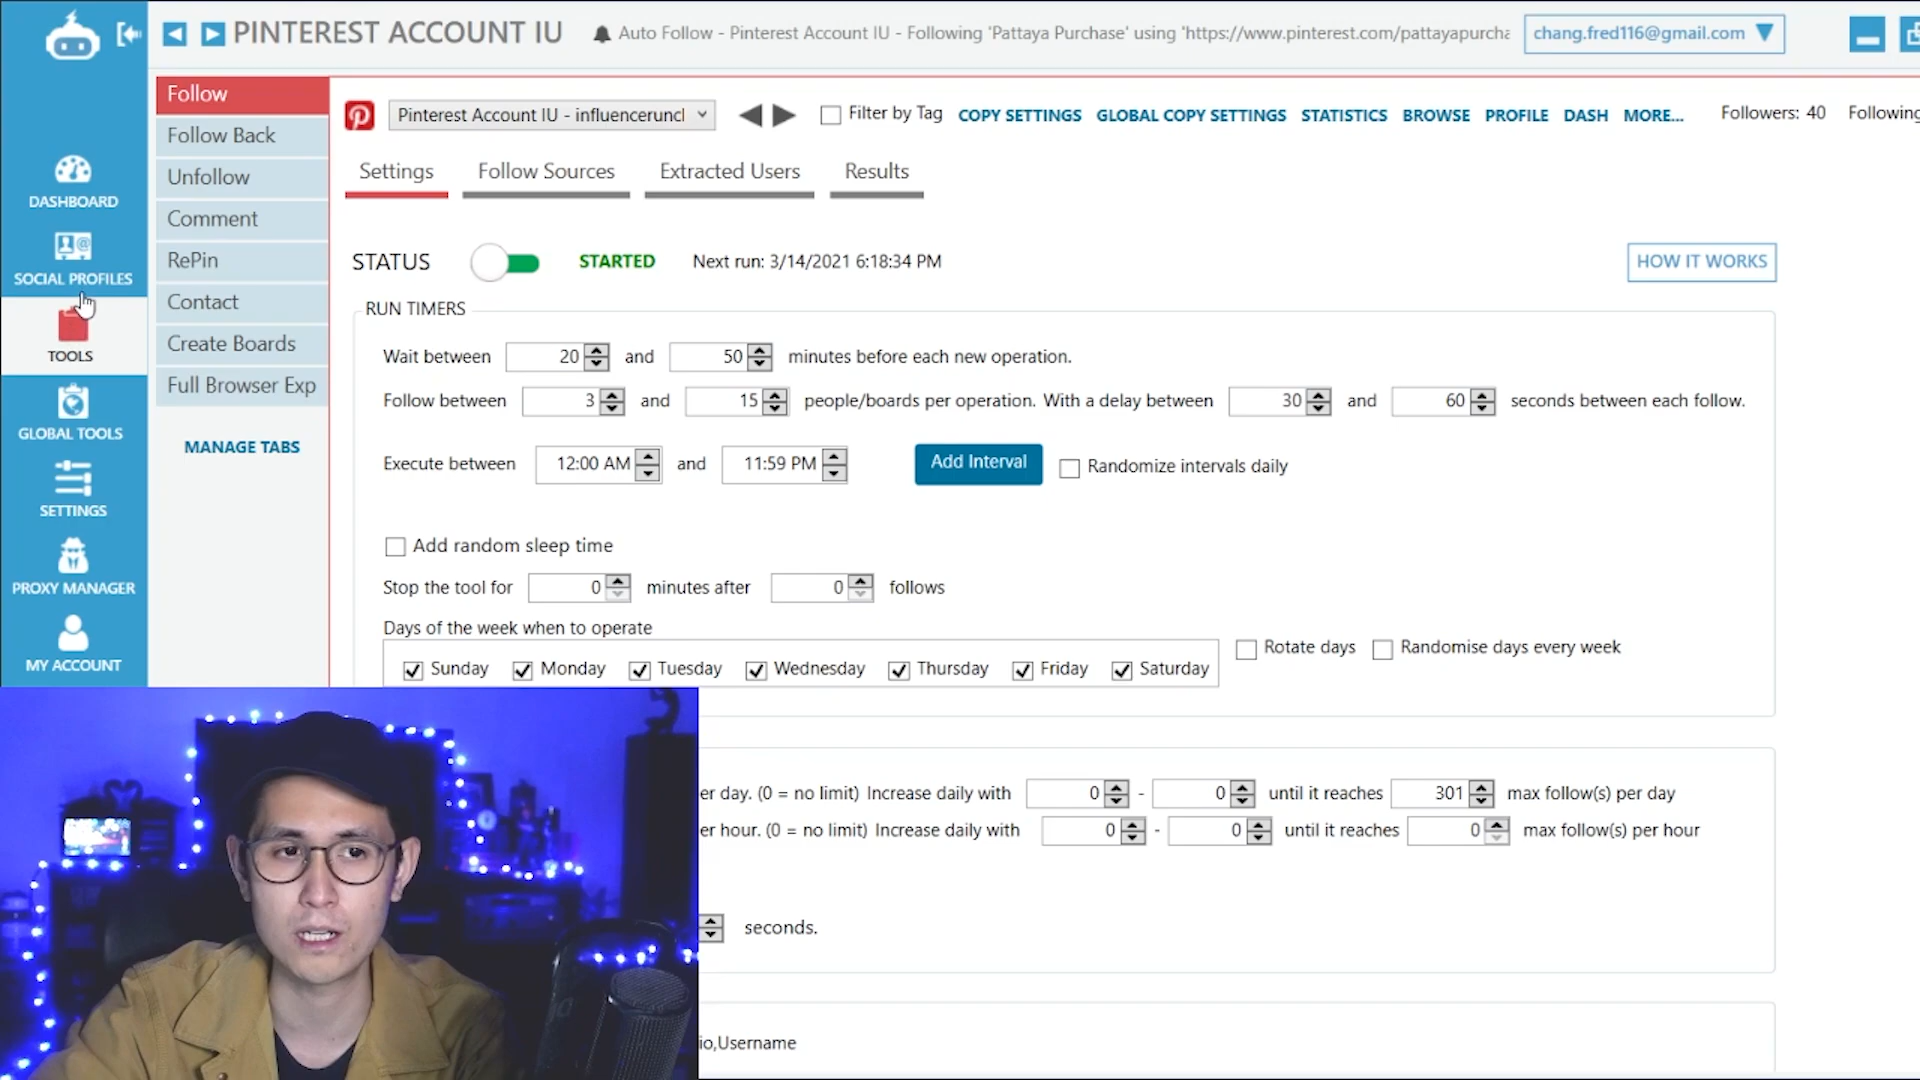 PINTEREST ACCOUNT IU
Auto Follow - Pinterest Account IU - Following 'Pattaya Purchase' using 'https://www.pinterest.com/pattayapurcha
chang.fred116@gmail.com
DASHBOARD
SOCIAL PROFILES
TOOLS
GLOBAL TOOLS
SETTINGS
PROXY MANAGER
MY ACCOUNT
Follow
Follow Back
Unfollow
Comment
RePin
Contact
Create Boards
Full Browser Exp
MANAGE TABS
Pinterest Account IU - influenceruncl
Filter by Tag
COPY SETTINGS
GLOBAL COPY SETTINGS
STATISTICS
BROWSE
PROFILE
DASH
MORE...
Followers: 40
Following
Settings
Follow Sources
Extracted Users
Results
STATUS
STARTED
Next run: 3/14/2021 6:18:34 PM
HOW IT WORKS
RUN TIMERS
Wait between 20 and 50 minutes before each new operation.
Follow between 3 and 15 people/boards per operation. With a delay between 30 and 60 seconds between each follow.
Execute between 12:00 AM and 11:59 PM Add Interval Randomize intervals daily
Add random sleep time
Stop the tool for 0 minutes after 0 follows
Days of the week when to operate
Sunday Monday Tuesday Wednesday Thursday Friday Saturday Rotate days Randomise days every week
er day. (0 = no limit) Increase daily with 0 - 0 until it reaches 301 max follow(s) per day
er hour. (0 = no limit) Increase daily with 0 - 0 until it reaches 0 max follow(s) per hour
seconds.
io,Username